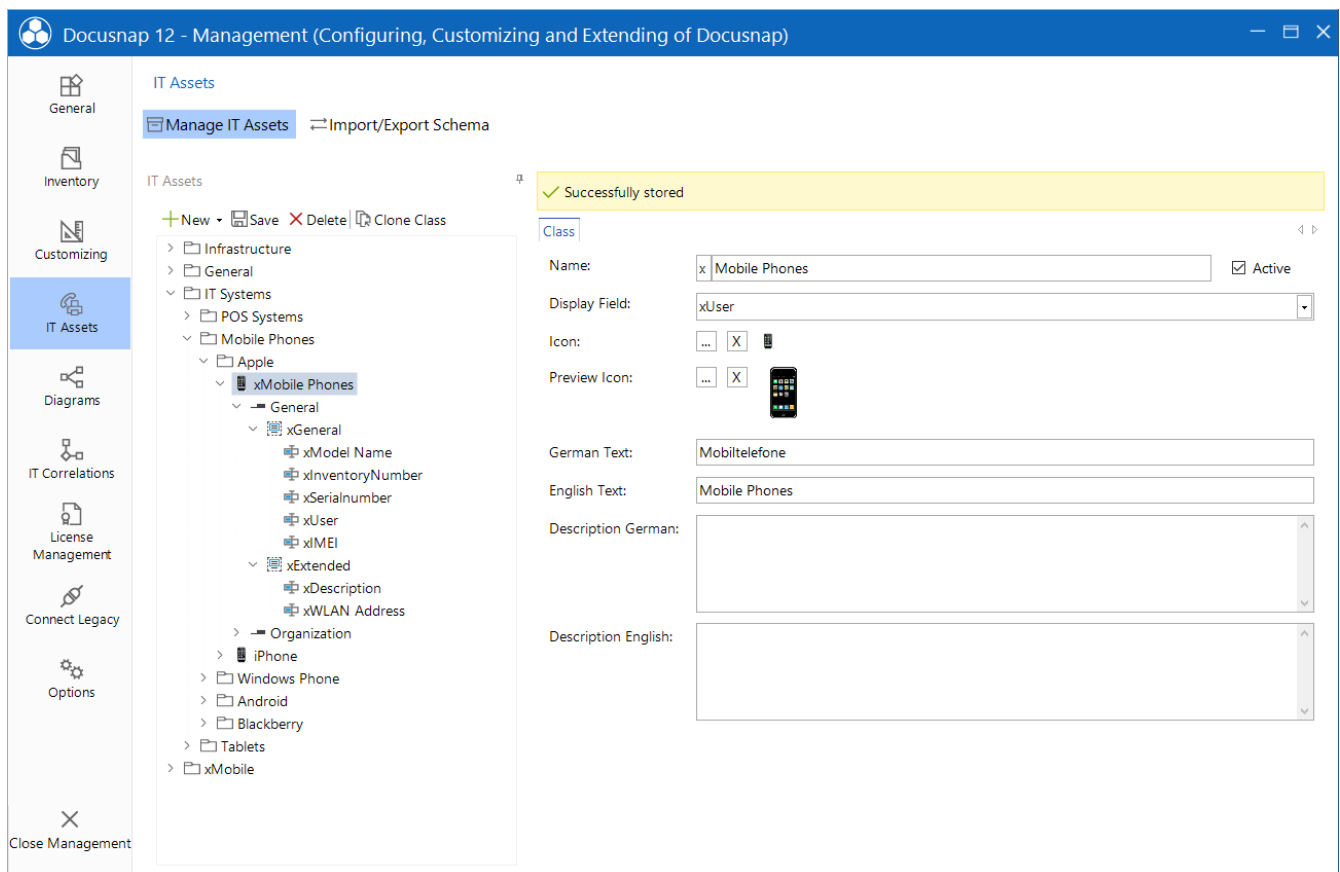 Docusnap 12 - Management (Configuring, Customizing and Extending of Docusnap)
General
Inventory
Customizing
IT Assets
Diagrams
IT Correlations
License
Management
Connect Legacy
Options
Close Management
IT Assets
Manage IT Assets
Import/Export Schema
IT Assets
New
Save
Delete
Clone Class
Infrastructure
General
IT Systems
POS Systems
Mobile Phones
Apple
xMobile Phones
General
xGeneral
xModel Name
xInventoryNumber
xSerialnumber
xUser
xIMEI
xExtended
xDescription
xWLAN Address
Organization
iPhone
Windows Phone
Android
Blackberry
Tablets
xMobile
Successfully stored
Class
Name: x Mobile Phones Active
Display Field: xUser
Icon: ... X
Preview Icon: ... X
German Text: Mobiltelefone
English Text: Mobile Phones
Description German:
Description English: